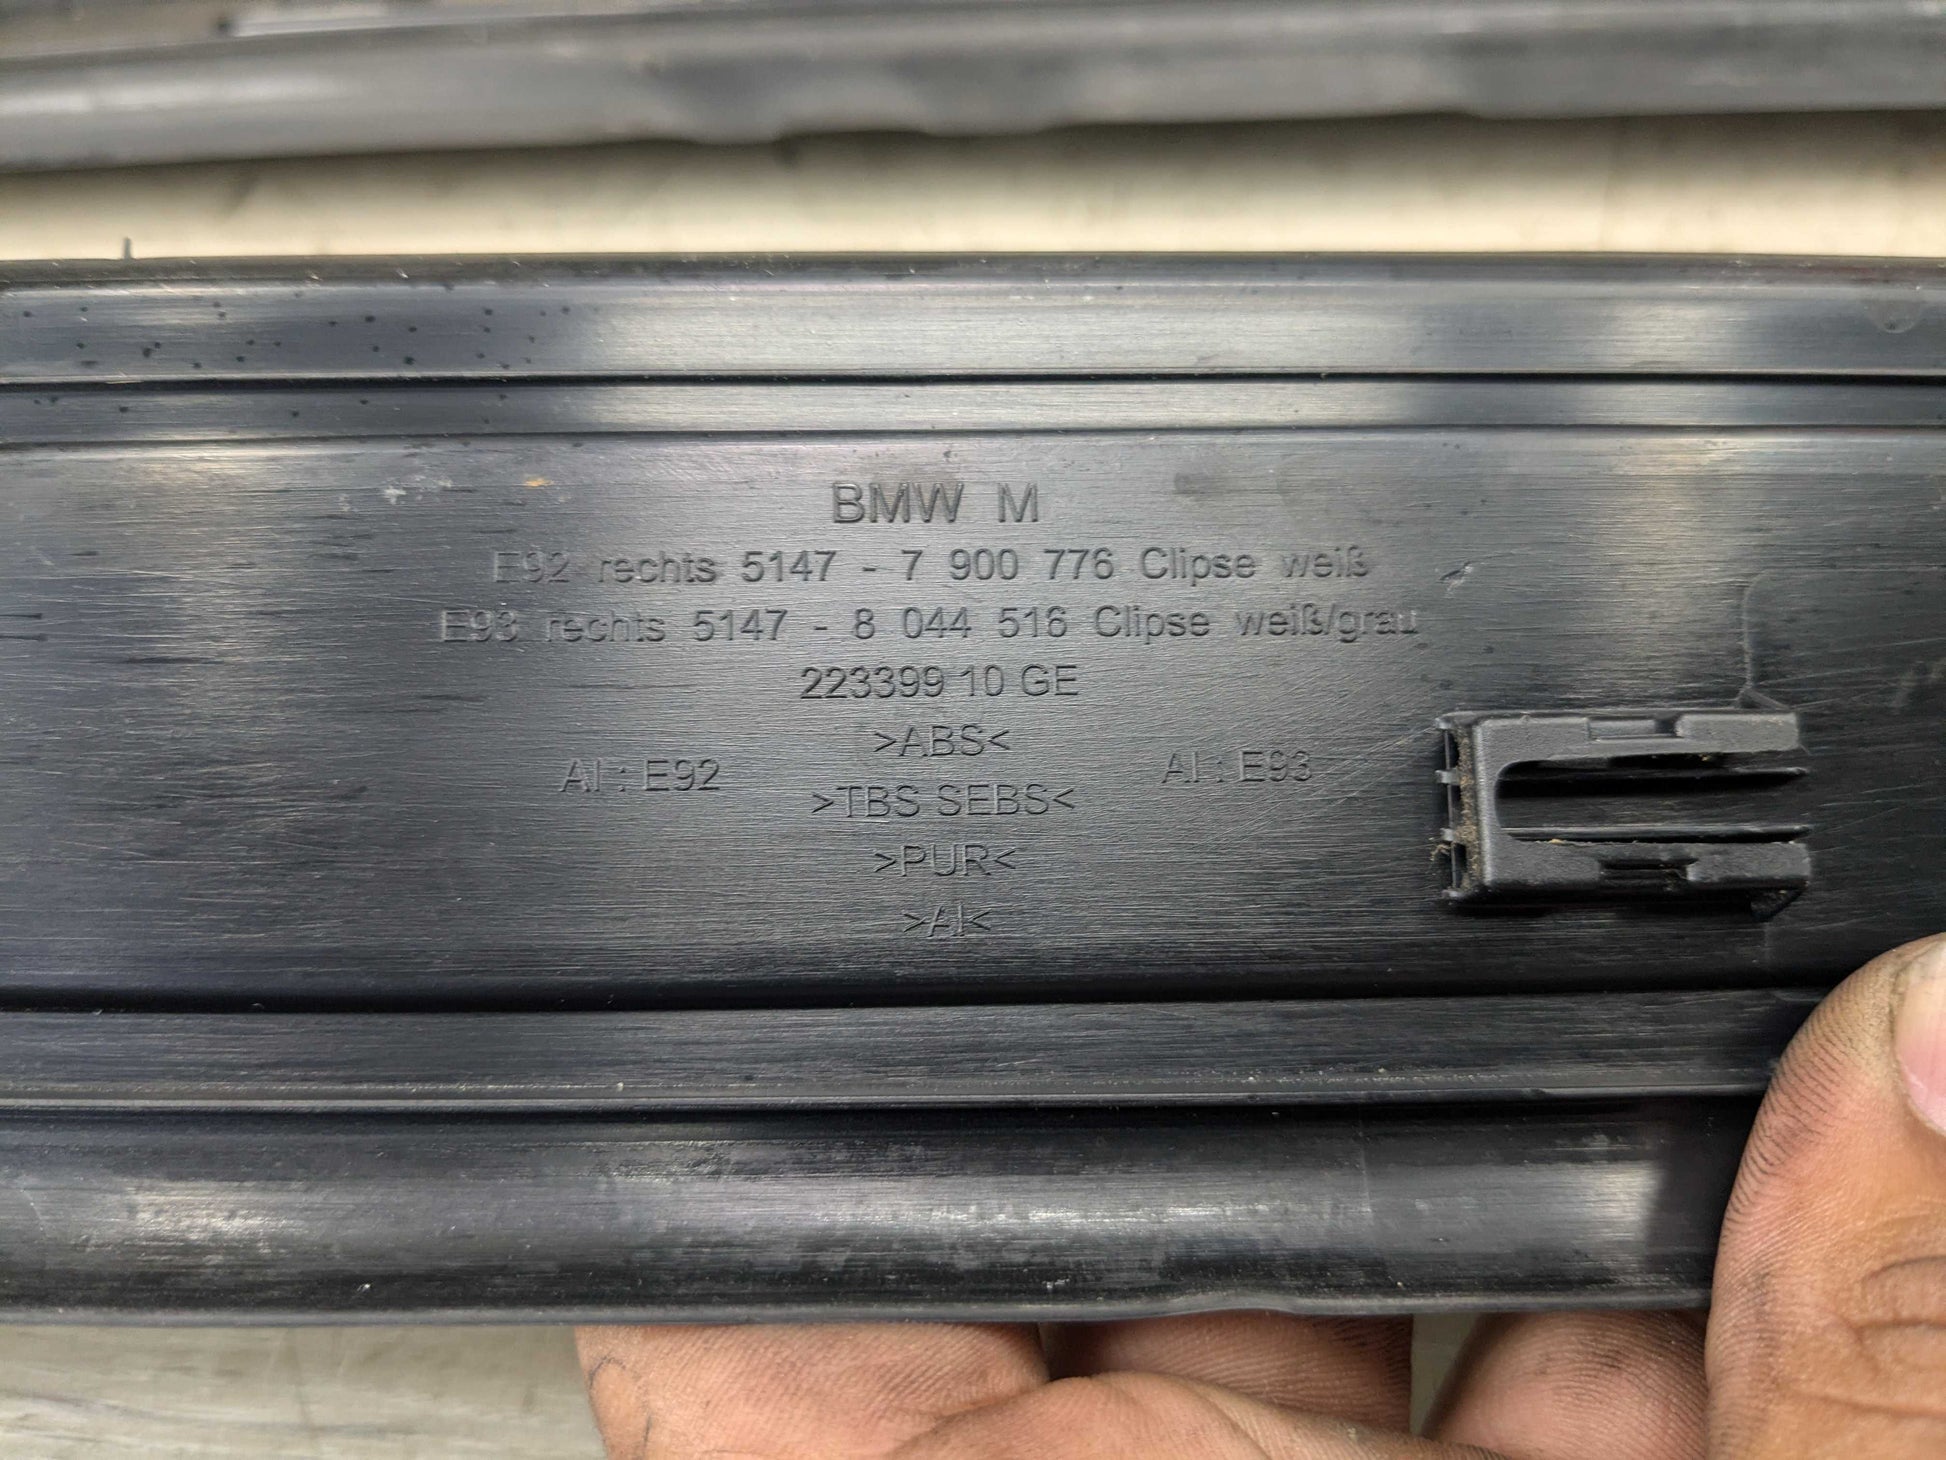 BMW M
E92 rechts 5147 - 7 900 776 Clipse weiß
E93 rechts 5147 - 8 044 516 Clipse weiß/grau
223399 10 GE
>ABS<
AI : E92
AI : E93
>TBS SEBS<
>PUR<
>AI<